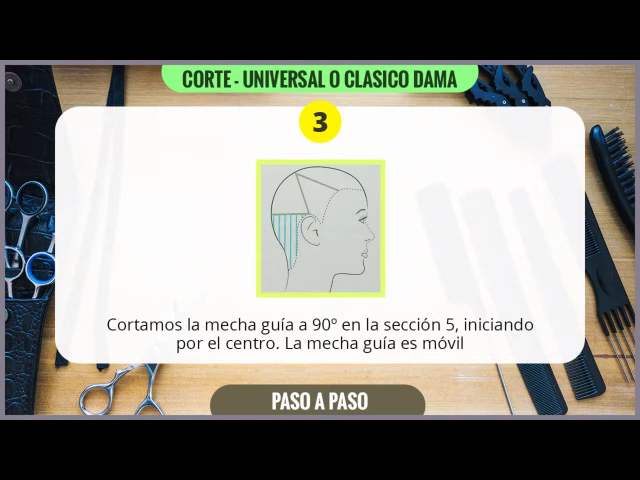 CORTE - UNIVERSAL O CLASICO DAMA
3
Cortamos la mecha guía a 90º en la sección 5, iniciando
por el centro. La mecha guía es móvil
PASO A PASO